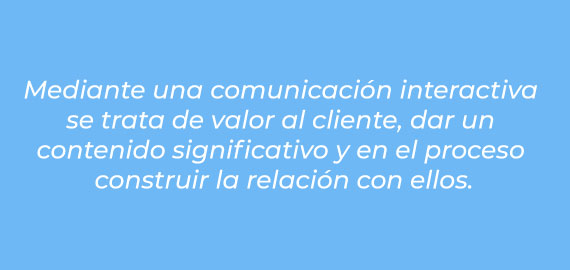 Mediante una comunicación interactiva
se trata de valor al cliente, dar un
contenido significativo y en el proceso
construir la relación con ellos.